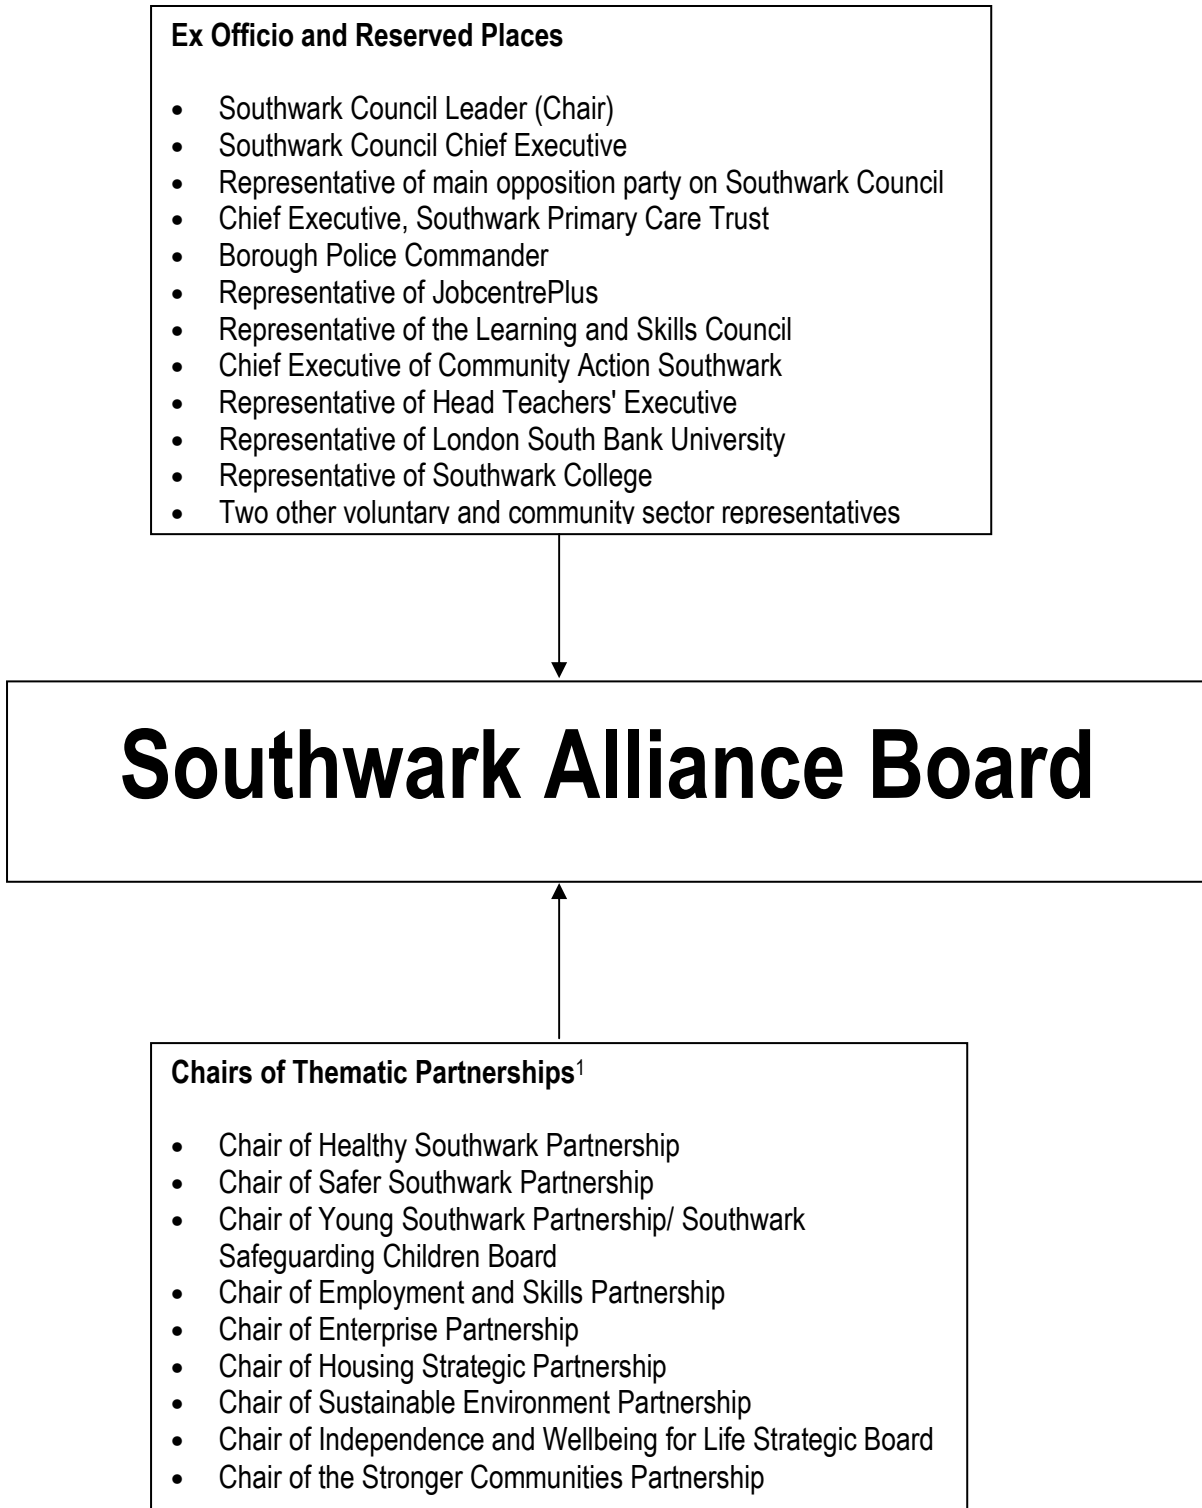 Ex Officio and Reserved Places
• Southwark Council Leader (Chair)
• Southwark Council Chief Executive
• Representative of main opposition party on Southwark Council
• Chief Executive, Southwark Primary Care Trust
• Borough Police Commander
• Representative of JobcentrePlus
• Representative of the Learning and Skills Council
• Chief Executive of Community Action Southwark
• Representative of Head Teachers' Executive
• Representative of London South Bank University
• Representative of Southwark College
• Two other voluntary and community sector representatives
Southwark Alliance Board
Chairs of Thematic Partnerships¹
• Chair of Healthy Southwark Partnership
• Chair of Safer Southwark Partnership
• Chair of Young Southwark Partnership/ Southwark
Safeguarding Children Board
• Chair of Employment and Skills Partnership
• Chair of Enterprise Partnership
• Chair of Housing Strategic Partnership
• Chair of Sustainable Environment Partnership
• Chair of Independence and Wellbeing for Life Strategic Board
• Chair of the Stronger Communities Partnership